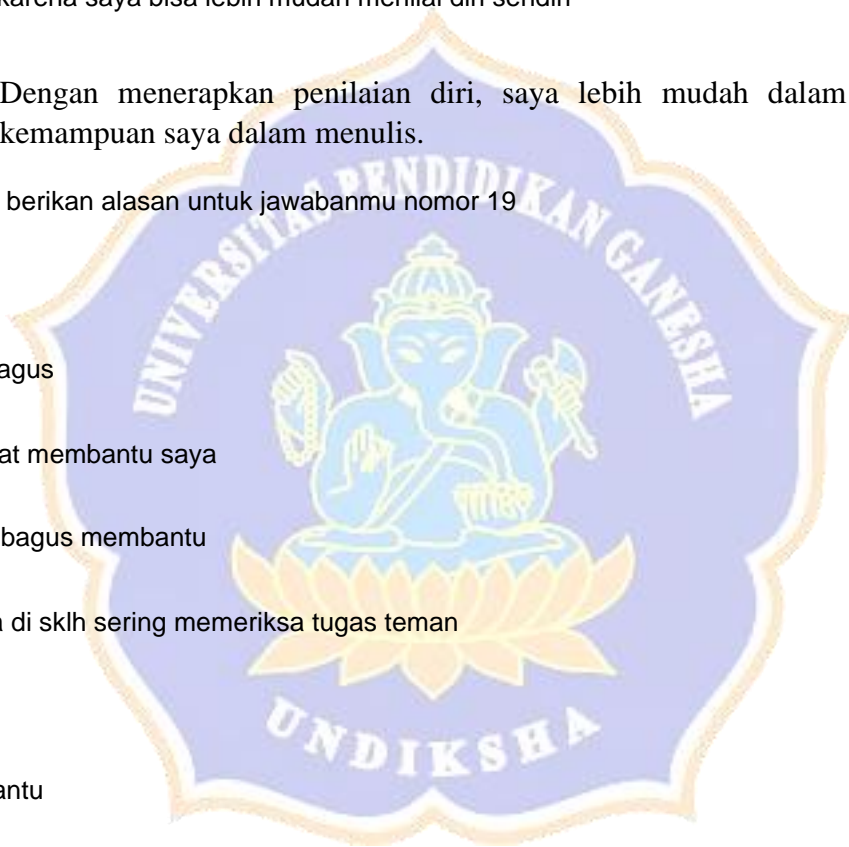 karena saya bisa lebih mudah menilai diri sendiri
Dengan menerapkan penilaian diri, saya lebih mudah dalam
kemampuan saya dalam menulis.
berikan alasan untuk jawabanmu nomor 19
UNIVERSITAS PENDIDIKAN GANESHA
agus
at membantu saya
bagus membantu
a di sklh sering memeriksa tugas teman
UNDIKSHA
antu